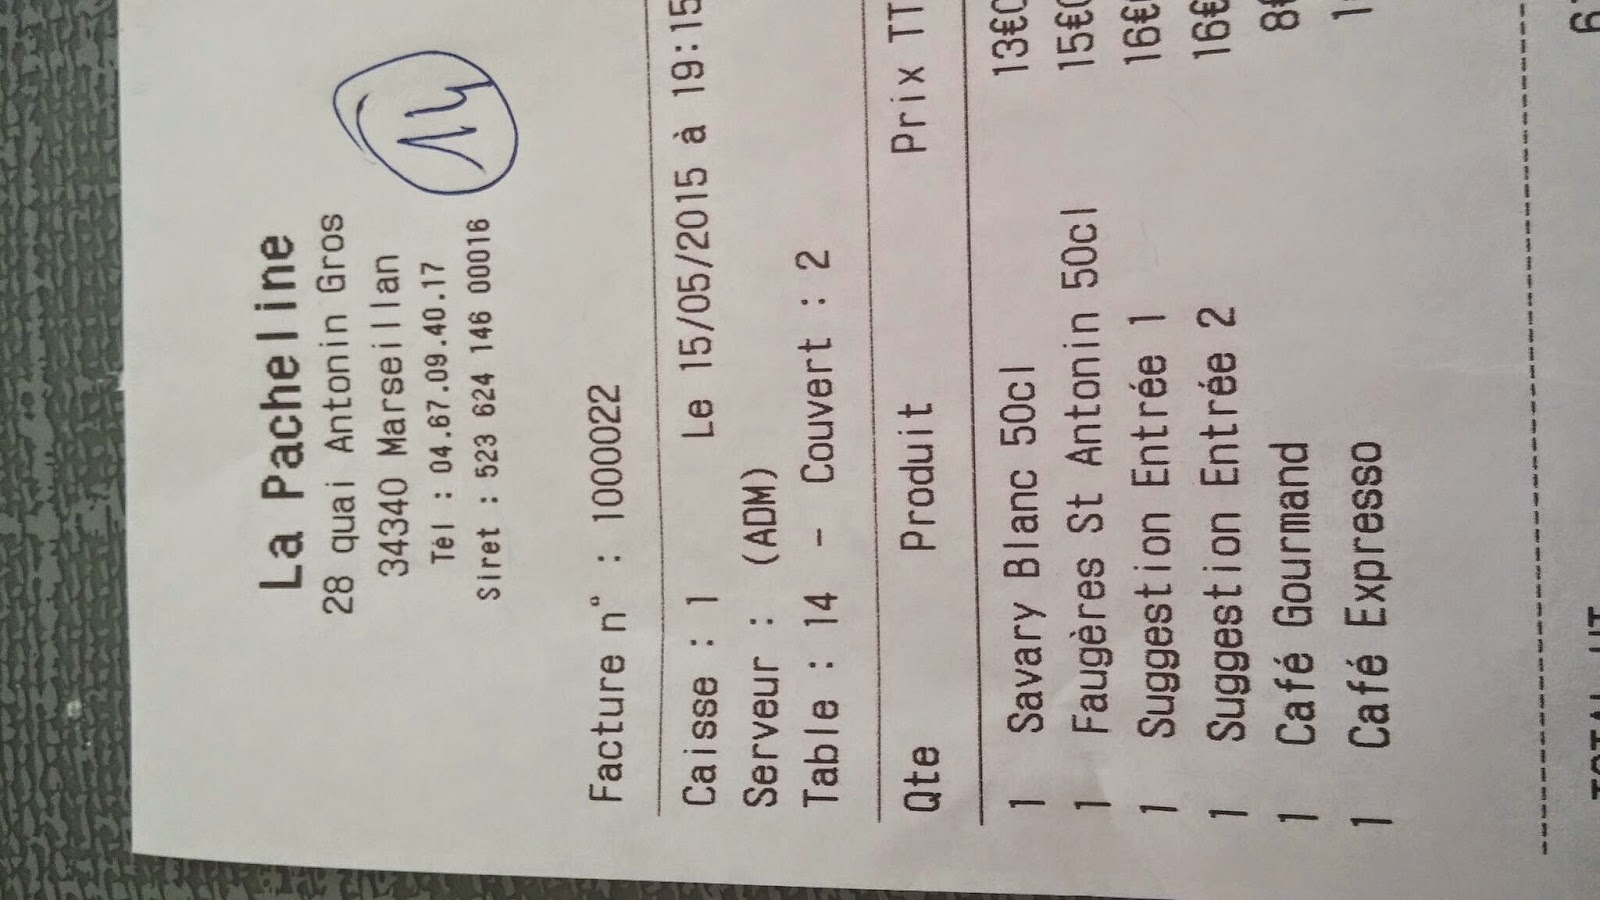 La Pacheline
28 quai Antonin Gros
34340 Marseillan
Tél : 04.67.09.40.17
Siret : 523 624 146 00016
14
Facture n° : 1000022
Caisse : 1 Le 15/05/2015 à 19:15
Serveur : (ADM)
Table : 14 - Couvert : 2
Qte Produit Prix TT
1 Savary Blanc 50cl 13€0
1 Faugères St Antonin 50cl 15€0
1 Suggestion Entrée 1 16€
1 Suggestion Entrée 2 16€
1 Café Gourmand 8
1 Café Expresso 1